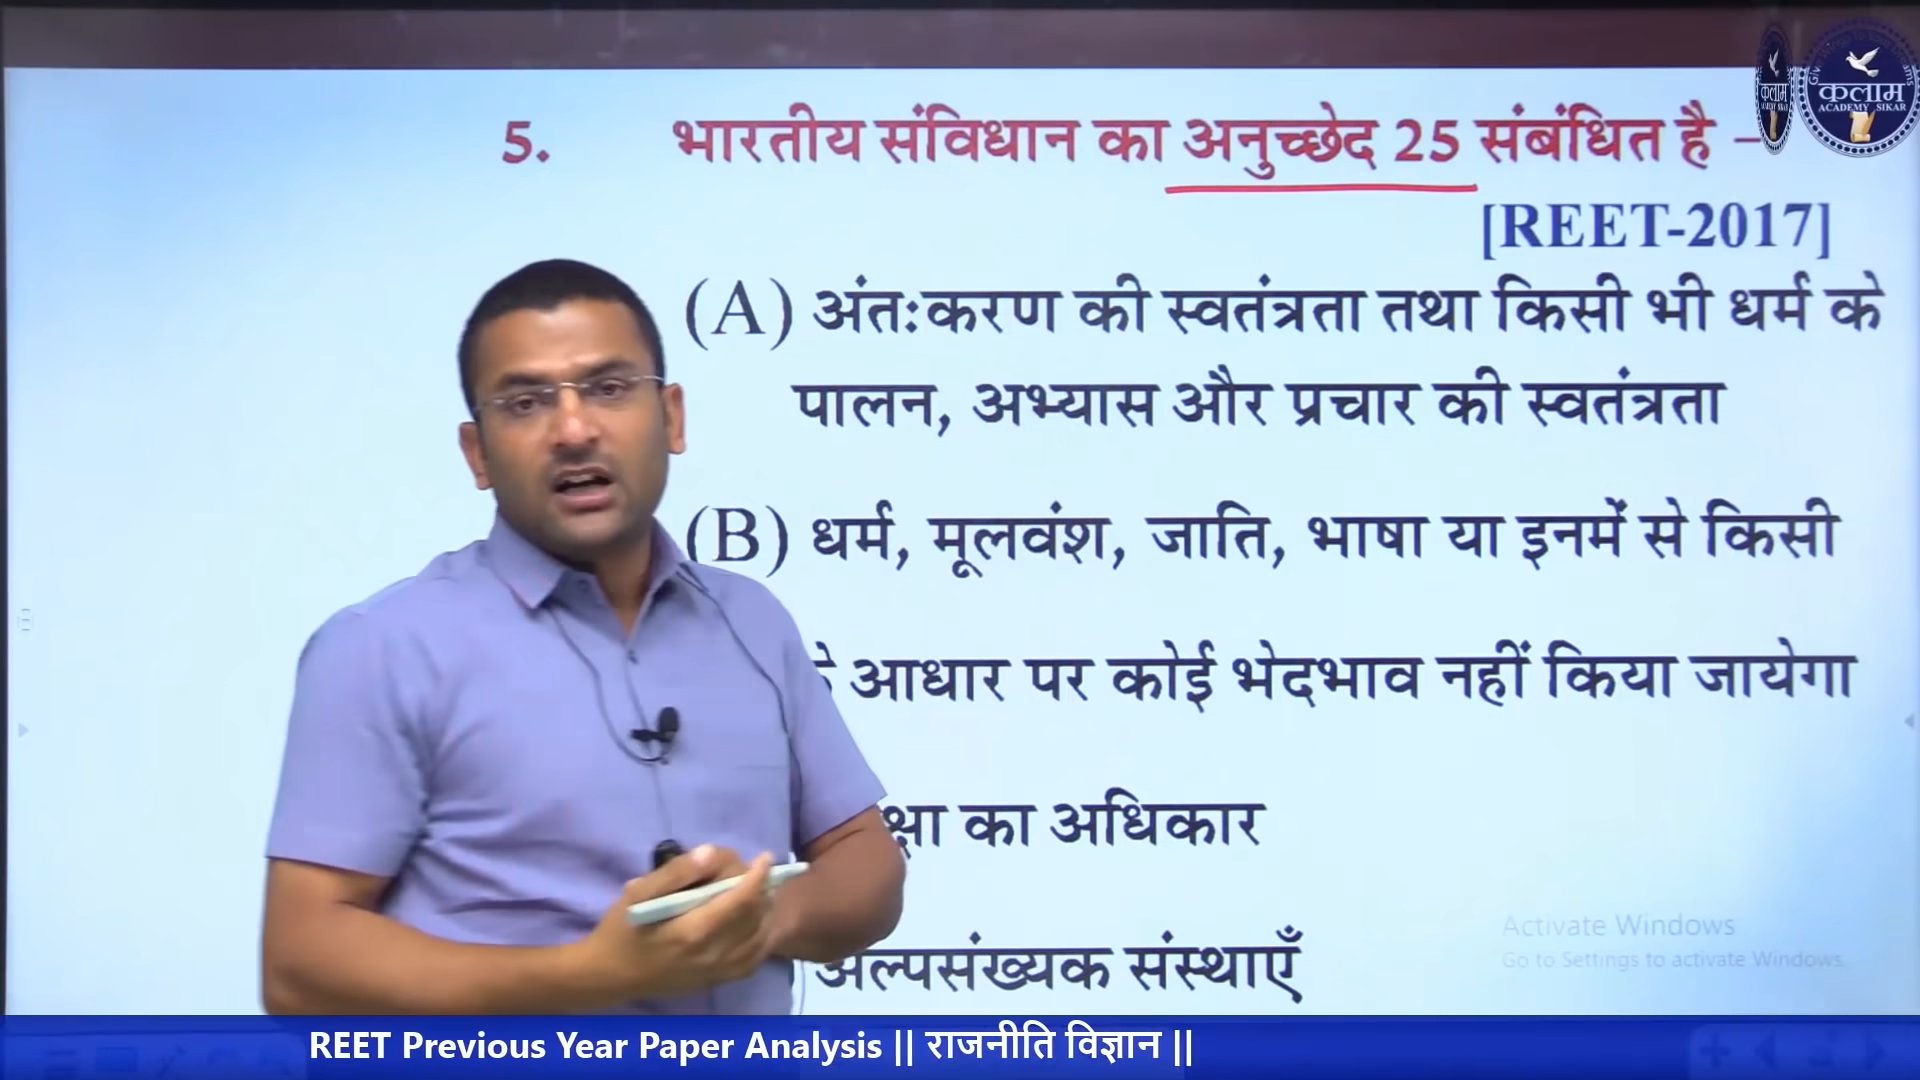 5. भारतीय संविधान का अनुच्छेद 25 संबंधित है –
[REET-2017]
(A) अंतःकरण की स्वतंत्रता तथा किसी भी धर्म के
पालन, अभ्यास और प्रचार की स्वतंत्रता
(B) धर्म, मूलवंश, जाति, भाषा या इनमें से किसी
आधार पर कोई भेदभाव नहीं किया जायेगा
का अधिकार
अल्पसंख्यक संस्थाएँ
कलाम
ACADEMY SIKAR
कलाम
Activate Windows
Go to Settings to activate Windows.
REET Previous Year Paper Analysis || राजनीति विज्ञान ||